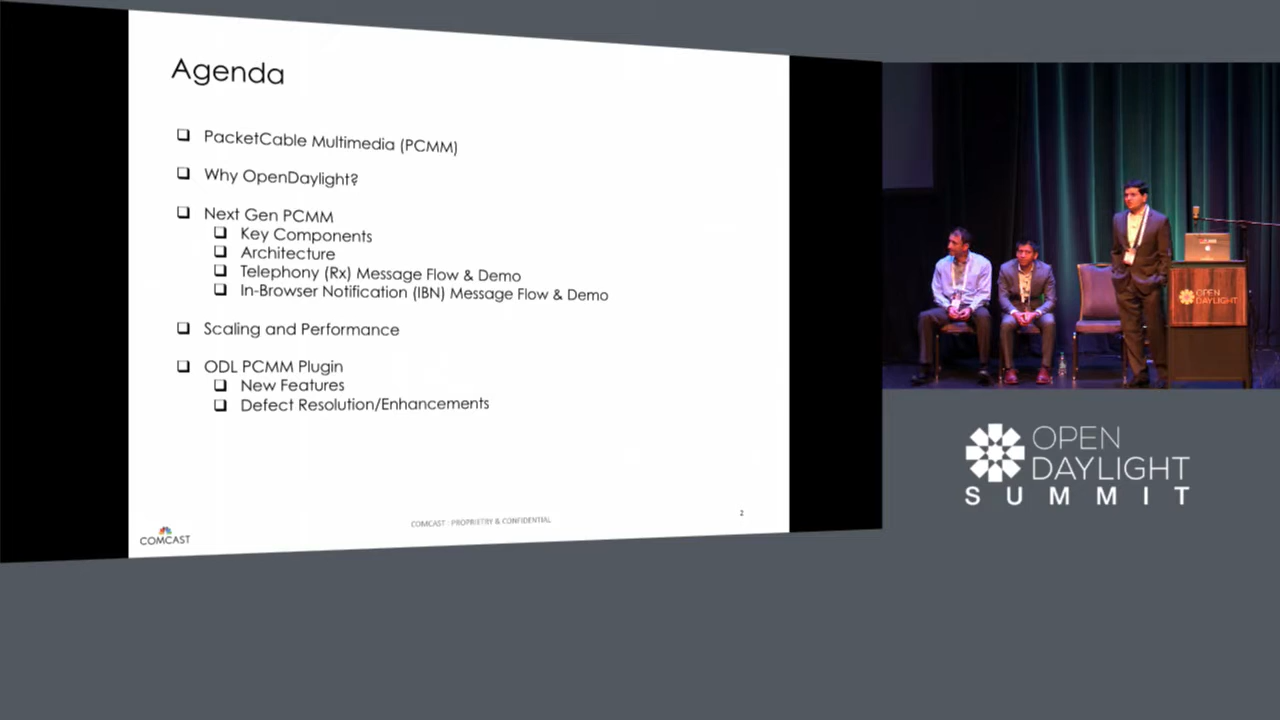 Agenda
PacketCable Multimedia (PCMM)
Why OpenDaylight?
Next Gen PCMM
Key Components
Architecture
Telephony (Rx) Message Flow & Demo
In-Browser Notification (IBN) Message Flow & Demo
Scaling and Performance
ODL PCMM Plugin
New Features
Defect Resolution/Enhancements
COMCAST
COMCAST : PROPRIETRY & CONFIDENTIAL
2
OPEN
DAYLIGHT
OPEN
DAYLIGHT
SUMMIT